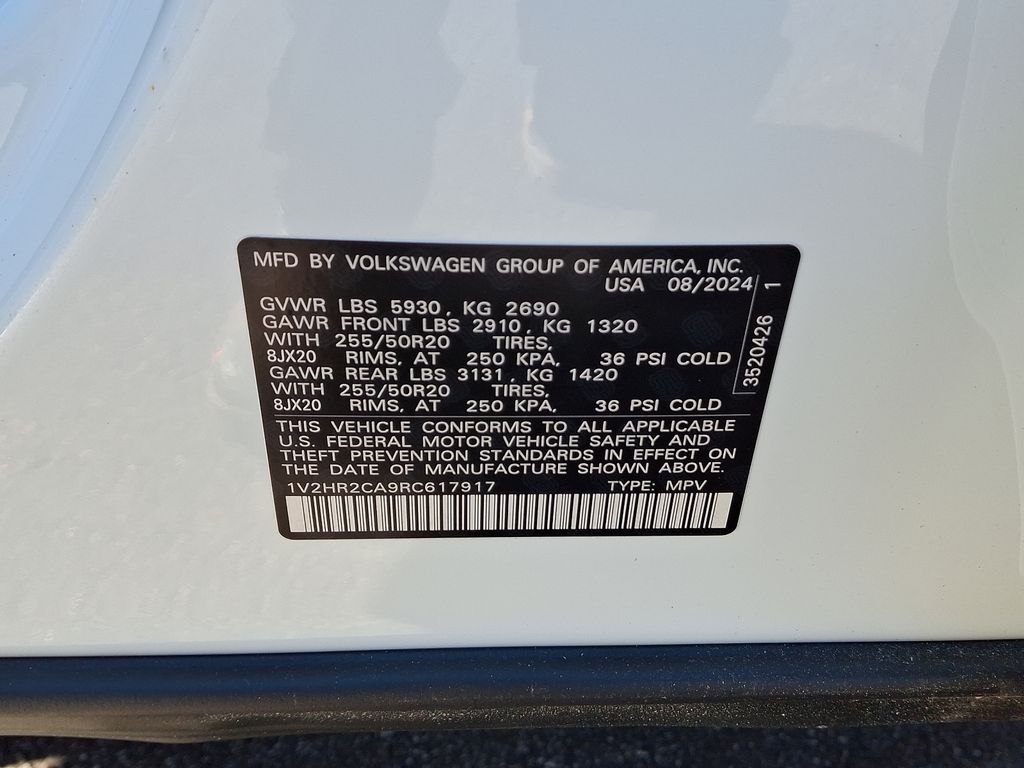 MFD BY VOLKSWAGEN GROUP OF AMERICA, INC.
USA 08/2024
GVWR LBS 5930, KG 2690
GAWR FRONT LBS 2910, KG 1320
WITH 255/50R20 TIRES,
8JX20 RIMS, AT 250 KPA, 36 PSI COLD
GAWR REAR LBS 3131, KG 1420
WITH 255/50R20 TIRES,
8JX20 RIMS, AT 250 KPA, 36 PSI COLD
3520426 1
THIS VEHICLE CONFORMS TO ALL APPLICABLE
U.S. FEDERAL MOTOR VEHICLE SAFETY AND
THEFT PREVENTION STANDARDS IN EFFECT ON
THE DATE OF MANUFACTURE SHOWN ABOVE.
1V2HR2CA9RC617917 TYPE: MPV